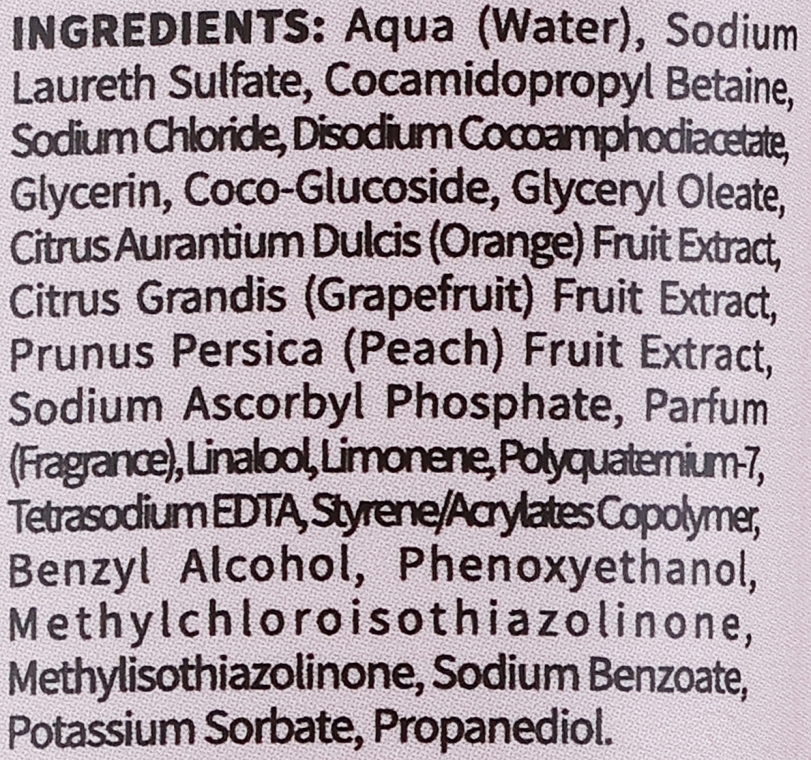 INGREDIENTS: Aqua (Water), Sodium
Laureth Sulfate, Cocamidopropyl Betaine,
Sodium Chloride, Disodium Cocoamphodiacetate,
Glycerin, Coco-Glucoside, Glyceryl Oleate,
Citrus Aurantium Dulcis (Orange) Fruit Extract,
Citrus Grandis (Grapefruit) Fruit Extract,
Prunus Persica (Peach) Fruit Extract,
Sodium Ascorbyl Phosphate, Parfum
(Fragrance), Linalool, Limonene, Polyquaternium-7,
Tetrasodium EDTA, Styrene/Acrylates Copolymer,
Benzyl Alcohol, Phenoxyethanol,
Methylchloroisothiazolinone,
Methylisothiazolinone, Sodium Benzoate,
Potassium Sorbate, Propanediol.